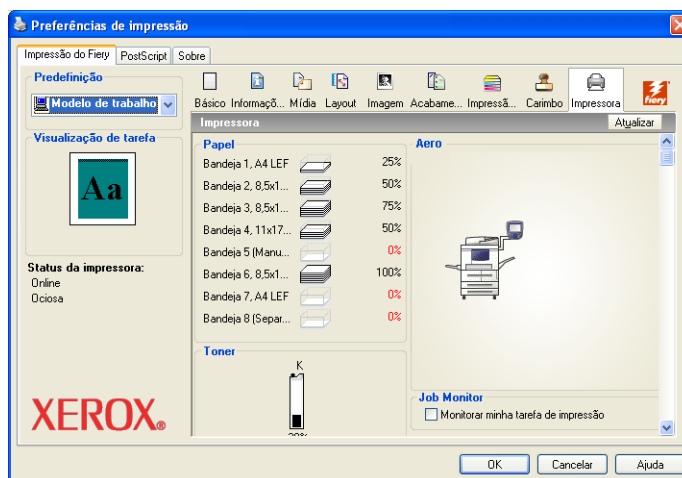 Preferências de impressão
Impressão do Fiery PostScript Sobre
Predefinição
Modelo de trabalho
Visualização de tarefa
Aa
Status da impressora:
Online
Ociosa
XEROX®
Básico Informaçõ... Mídia Layout Imagem Acabame... Impressã... Carimbo Impressora
fiery
Impressora Atualizar
Papel
Bandeja 1, A4 LEF 25%
Bandeja 2, 8,5x1... 50%
Bandeja 3, 8,5x1... 75%
Bandeja 4, 11x17... 50%
Bandeja 5 (Manu... 0%
Bandeja 6, 8,5x1... 100%
Bandeja 7, A4 LEF 0%
Bandeja 8 (Separ... 0%
Toner
K
Aero
Job Monitor
Monitorar minha tarefa de impressão
OK Cancelar Ajuda